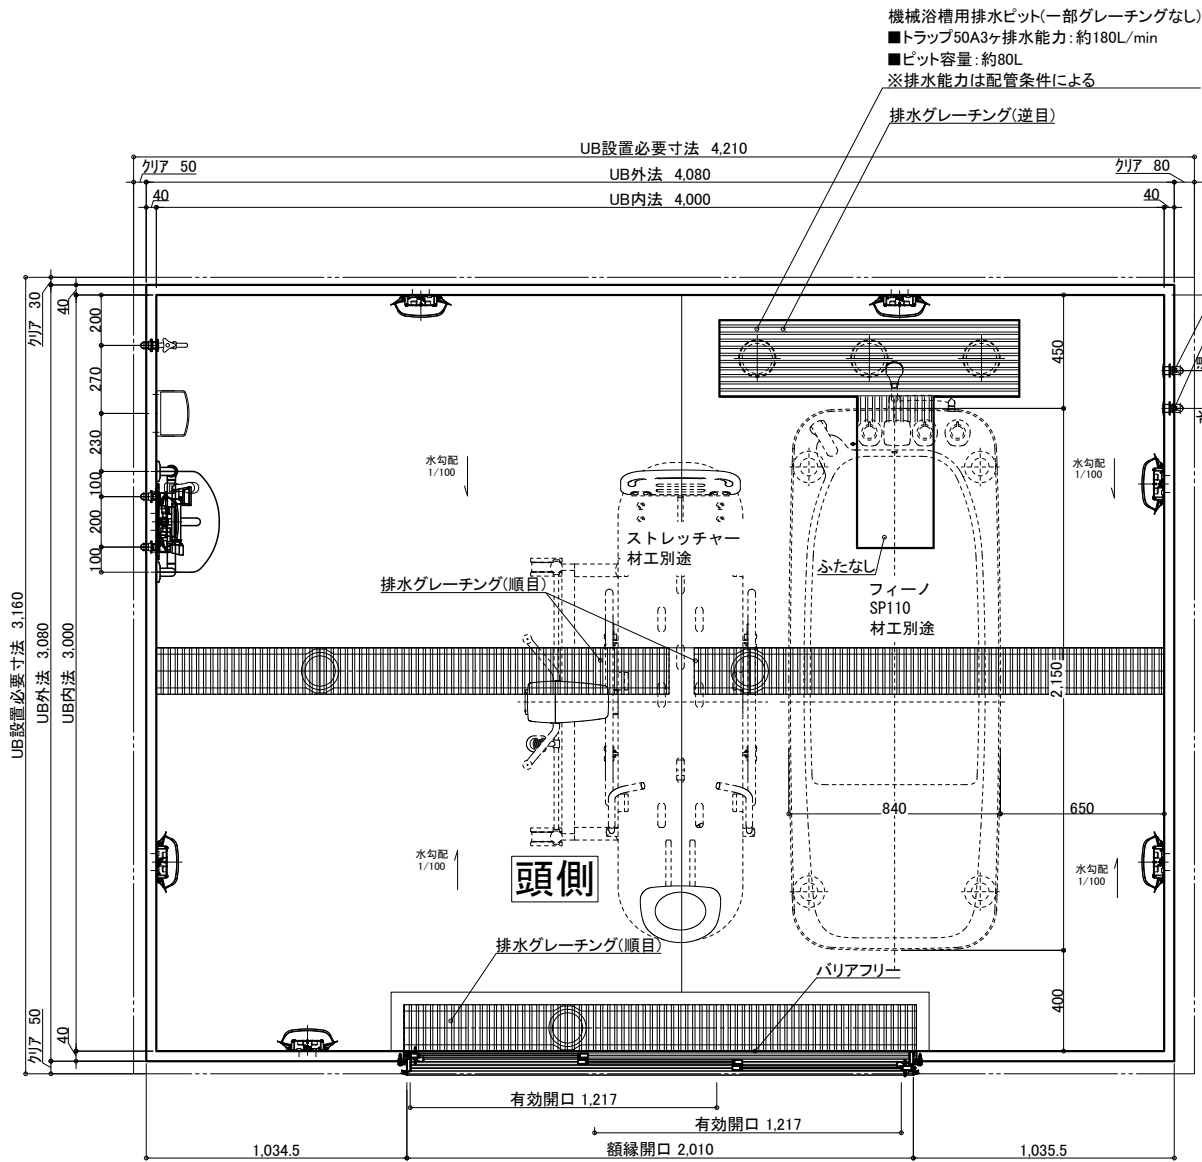 機械浴槽用排水ピット(一部グレーチングなし)
■トラップ50A3ヶ排水能力:約180L/min
■ピット容量:約80L
※排水能力は配管条件による
排水グレーチング(逆目)
UB設置必要寸法 4,210
クリア 50
UB外法 4,080
クリア 80
40
UB内法 4,000
40
クリア 30
40
200
270
230
100
200
100
UB設置必要寸法 3,160
UB外法 3,080
UB内法 3,000
クリア 50
40
450
水勾配
1/100
水勾配
1/100
ストレッチャー
材工別途
ふたなし
フィーノ
SP110
材工別途
排水グレーチング(順目)
2,150
840
650
水勾配
1/100
水勾配
1/100
頭側
排水グレーチング(順目)
バリアフリー
400
有効開口 1,217
有効開口 1,217
1,034.5
額縁開口 2,010
1,035.5